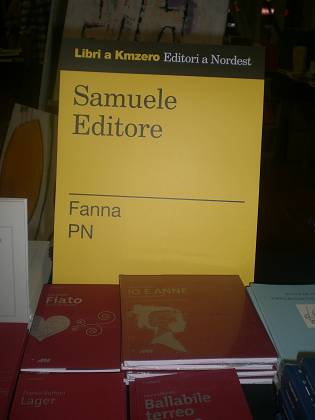 Libri a Kmzero Editori a Nordest
Samuele
Editore
Fanna
PN
Fiato
IO E ANNE
Lager
Ballabile
terreo